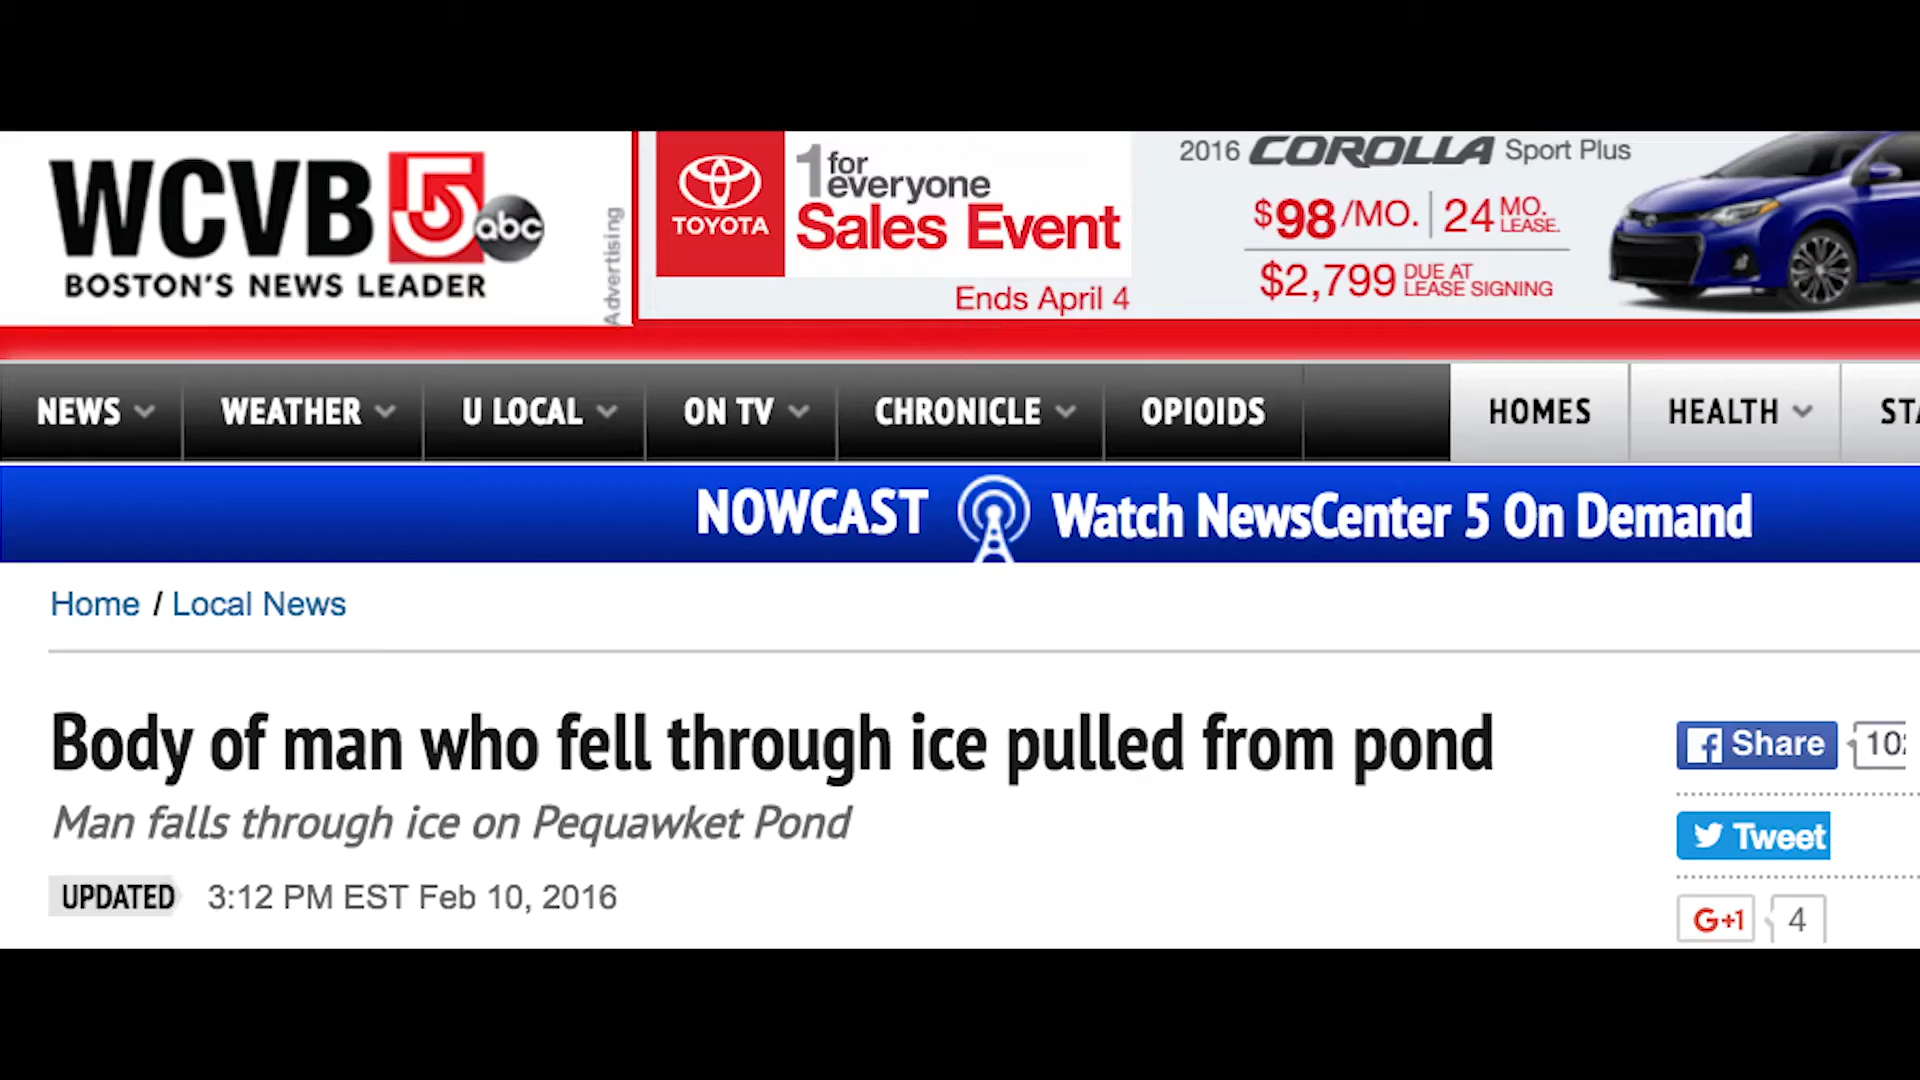 WCVB 5 abc
BOSTON'S NEWS LEADER
Advertising
TOYOTA
1 for everyone
Sales Event
Ends April 4
2016 COROLLA Sport Plus
$98/MO. 24 MO. LEASE.
$2,799 DUE AT LEASE SIGNING
NEWS WEATHER U LOCAL ON TV CHRONICLE OPIOIDS HOMES HEALTH
NOWCAST Watch NewsCenter 5 On Demand
Home / Local News
Body of man who fell through ice pulled from pond
Man falls through ice on Pequawket Pond
UPDATED 3:12 PM EST Feb 10, 2016
Share
Tweet
G+1 4